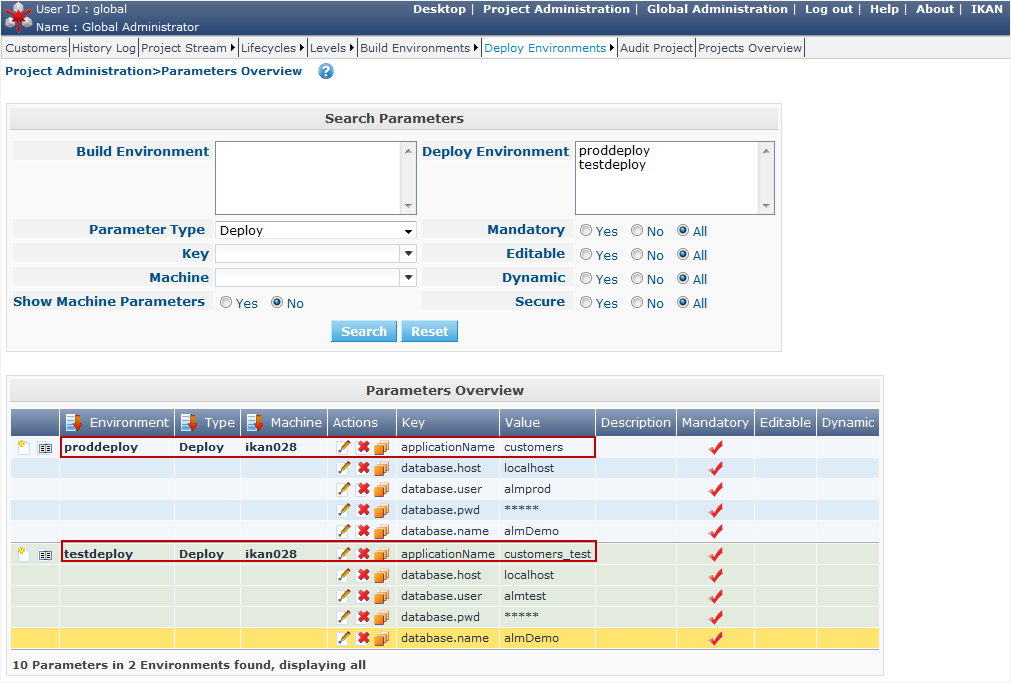 User ID : global
Desktop | Project Administration | Global Administration | Log out | Help | About | IKAN
Name : Global Administrator
Customers History Log Project Stream Lifecycles Levels Build Environments Deploy Environments Audit Project Projects Overview
Project Administration>Parameters Overview ?
Search Parameters
Build Environment Deploy Environment proddeploy
testdeploy
Parameter Type Deploy Mandatory Yes No All
Key Editable Yes No All
Machine Dynamic Yes No All
Show Machine Parameters Yes No Secure Yes No All
Search Reset
Parameters Overview
Environment Type Machine Actions Key Value Description Mandatory Editable Dynamic
proddeploy Deploy ikan028 applicationName customers
database.host localhost
database.user almprod
database.pwd *****
database.name almDemo
testdeploy Deploy ikan028 applicationName customers_test
database.host localhost
database.user almtest
database.pwd *****
database.name almDemo
10 Parameters in 2 Environments found, displaying all